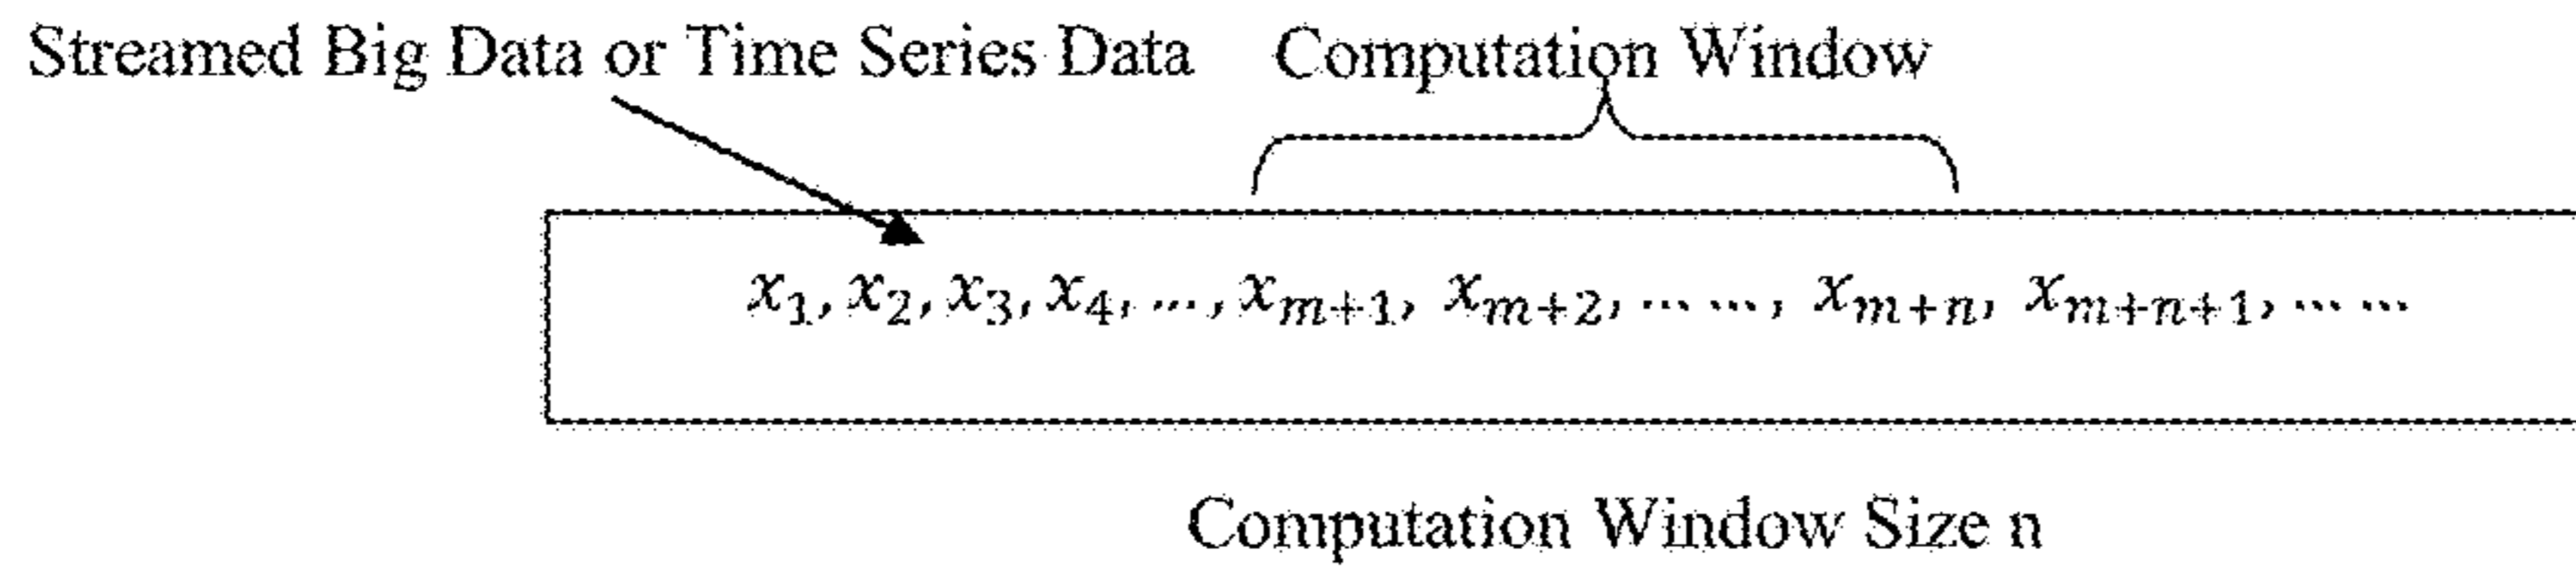 Streamed Big Data or Time Series Data Computation Window
x₁, x₂, x₃, x₄, ..., xₘ₊₁, xₘ₊₂, ... ..., xₘ₊ₙ, xₘ₊ₙ₊₁, ... ...
Computation Window Size n